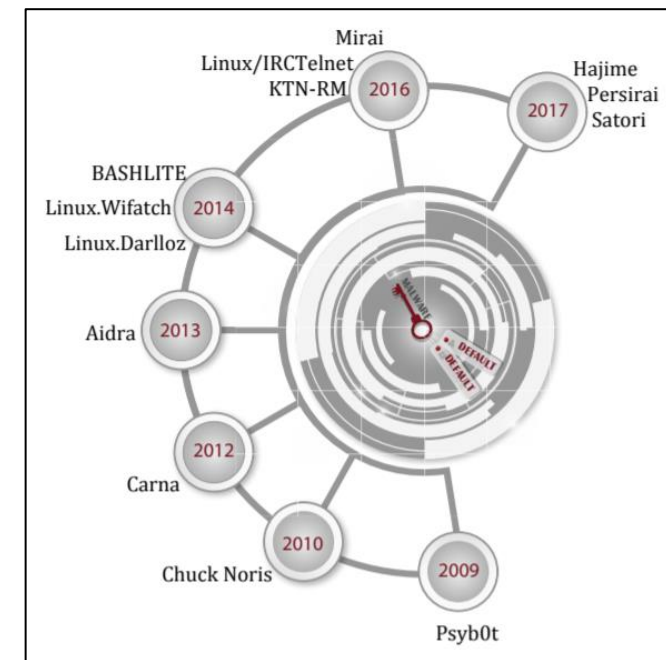 Mirai
Linux/IRCTelnet
KTN-RM
2016
Hajime
Persirai
Satori
2017
BASHLITE
Linux.Wifatch
Linux.Darlloz
2014
MALWARE
DEFAULT
DEFAULT
Aidra
2013
2012
Carna
2010
Chuck Noris
2009
Psyb0t